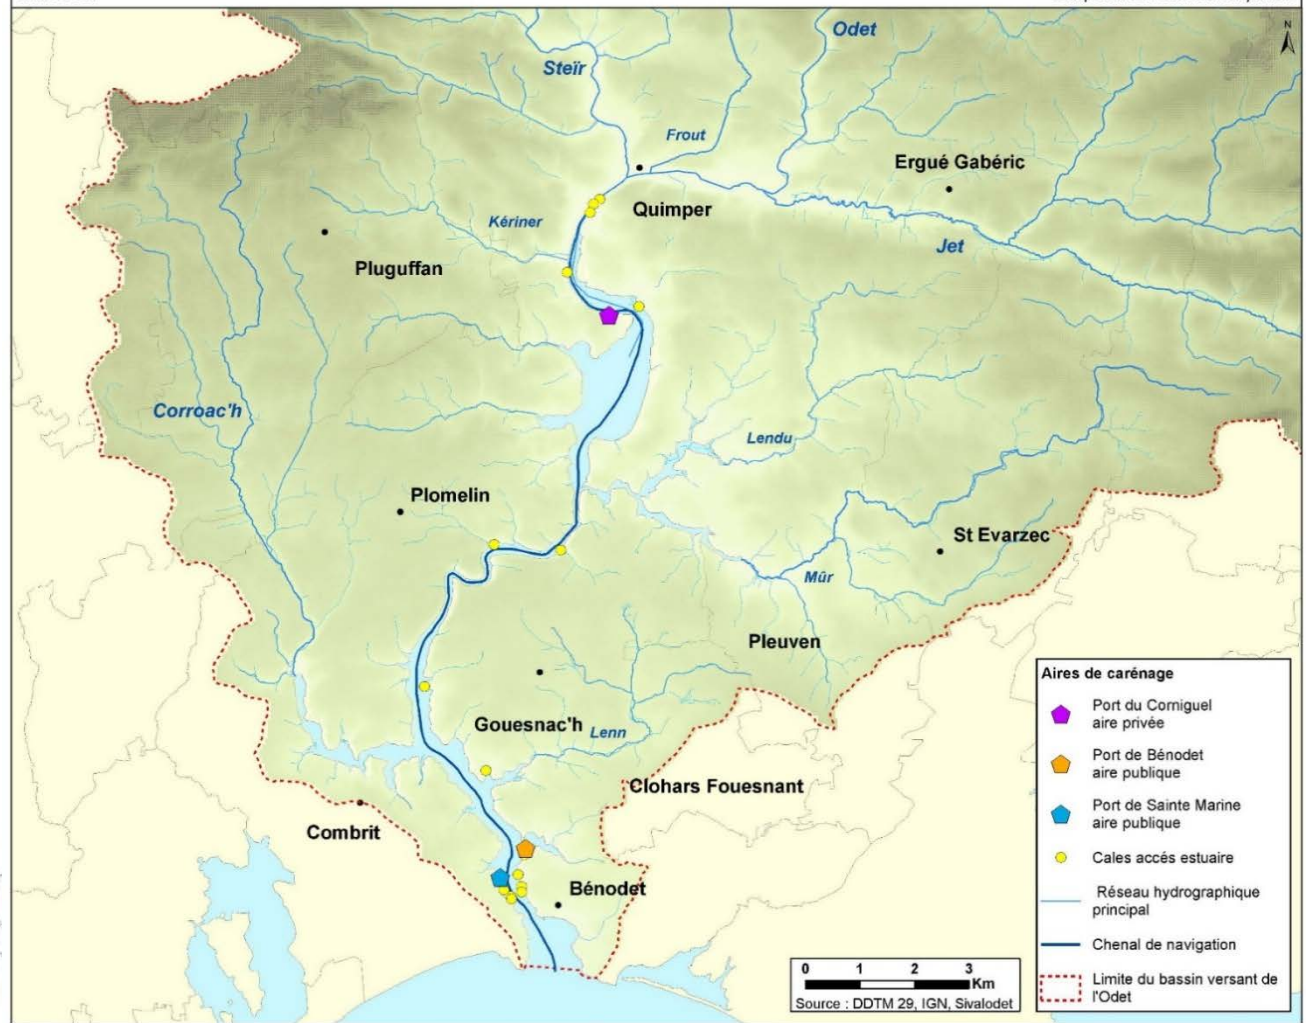 Odet
Steïr
Frout
Ergué Gabéric
N
Kériner
Quimper
Jet
Pluguffan
Corroac'h
Lendu
Plomelin
St Evarzec
Mûr
Pleuven
Gouesnac'h
Lenn
Clohars Fouesnant
Combrit
Bénodet
Aires de carénage
Port du Corniguel
aire privée
Port de Bénodet
aire publique
Port de Sainte Marine
aire publique
Cales accés estuaire
Réseau hydrographique
principal
Chenal de navigation
Limite du bassin versant de
l'Odet
0 1 2 3
Km
Source : DDTM 29, IGN, Sivalodet